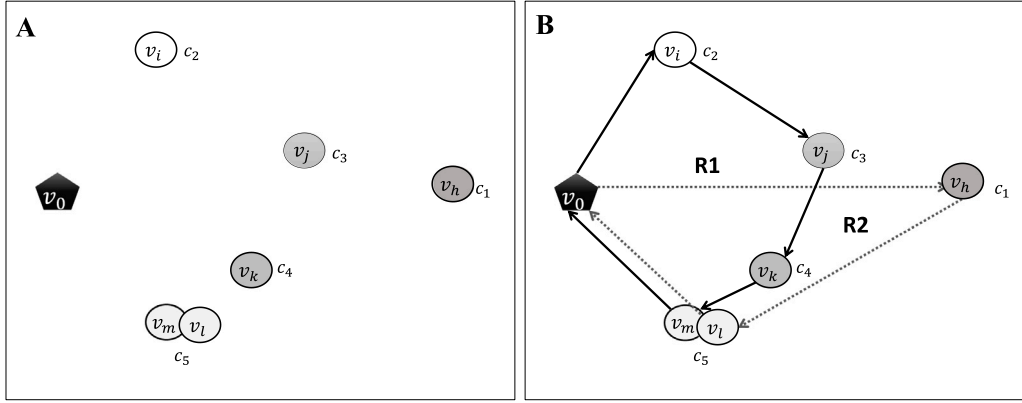 A
v_i c_2
v_j c_3
v_h c_1
v_0
v_k c_4
v_m v_l
c_5
B
v_i c_2
v_j c_3
R1
v_h c_1
v_0
R2
v_k c_4
v_m v_l
c_5